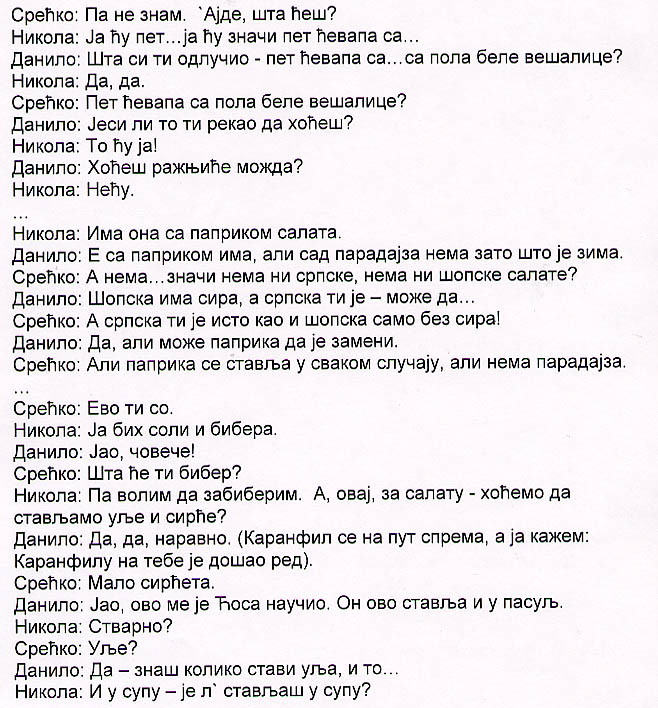 Срећко: Па не знам.  `Ајде, шта ћеш?
Никола: Ја ћу пет...ја ћу значи пет ћевапа са...
Данило: Шта си ти одлучио - пет ћевапа са...са пола беле вешалице?
Никола: Да, да.
Срећко: Пет ћевапа са пола беле вешалице?
Данило: Јеси ли то ти рекао да хоћеш?
Никола: То ћу ја!
Данило: Хоћеш ражњиће можда?
Никола: Нећу.
...
Никола: Има она са паприком салата.
Данило: Е са паприком има, али сад парадајза нема зато што је зима.
Срећко: А нема...значи нема ни српске, нема ни шопске салате?
Данило: Шопска има сира, а српска ти је – може да...
Срећко: А српска ти је исто као и шопска само без сира!
Данило: Да, али може паприка да је замени.
Срећко: Али паприка се ставља у сваком случају, али нема парадајза.
...
Срећко: Ево ти со.
Никола: Ја бих соли и бибера.
Данило: Јао, човече!
Срећко: Шта ће ти бибер?
Никола: Па волим да забиберим.  А, овај, за салату - хоћемо да
стављамо уље и сирће?
Данило: Да, да, наравно. (Каранфил се на пут спрема, а ја кажем:
Каранфилу на тебе је дошао ред).
Срећко: Мало сирћета.
Данило: Јао, ово ме је Ћоса научио. Он ово ставља и у пасуљ.
Никола: Стварно?
Срећко: Уље?
Данило: Да – знаш колико стави уља, и то...
Никола: И у супу – је л` стављаш у супу?